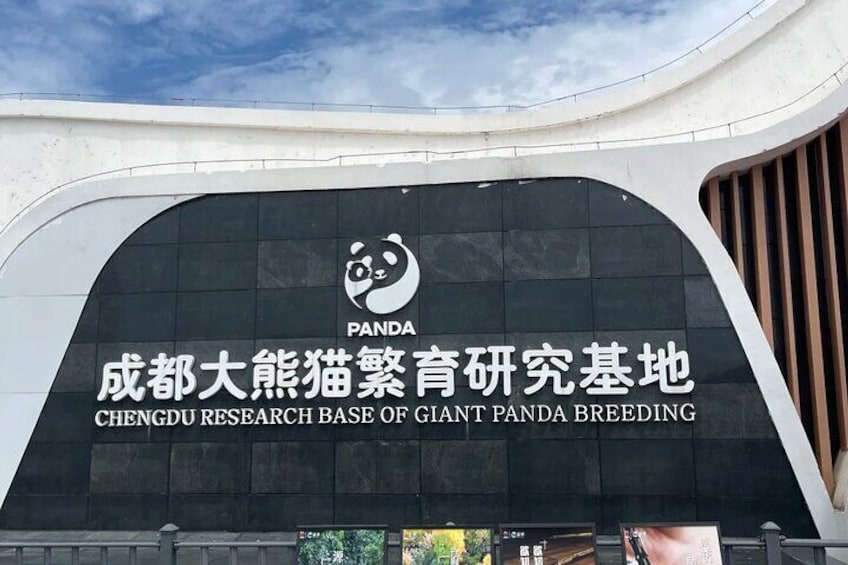 PANDA
成都大熊猫繁育研究基地
CHENGDU RESEARCH BASE OF GIANT PANDA BREEDING